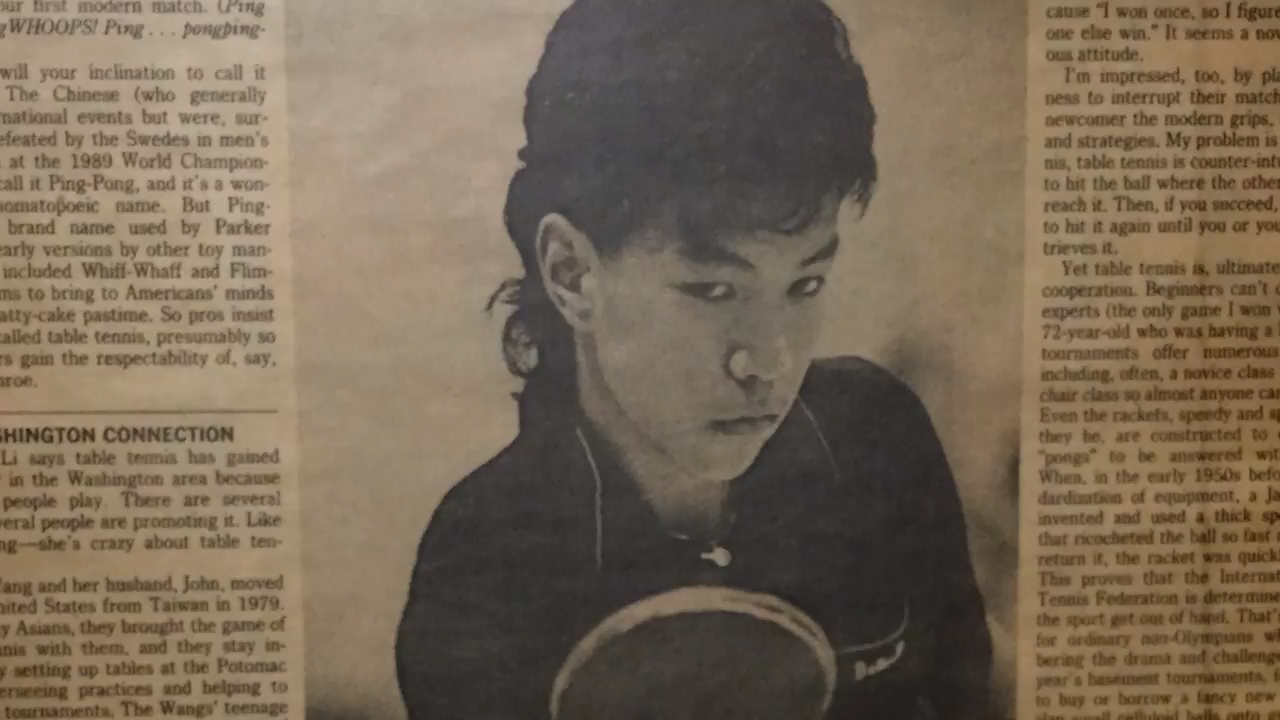 our first modern match. (Ping
gWHOOPS! Ping . . . pongping-
will your inclination to call it
The Chinese (who generally
national events but were, sur-
efeated by the Swedes in men's
at the 1989 World Champion-
call it Ping-Pong, and it's a won-
nomatopoeic name. But Ping-
brand name used by Parker
early versions by other toy man-
included Whiff-Whaff and Flim-
ms to bring to Americans' minds
atty-cake pastime. So pros insist
called table tennis, presumably so
rs gain the respectability of, say,
nroe.
SHINGTON CONNECTION
Li says table tennis has gained
in the Washington area because
people play. There are several
veral people are promoting it. Like
ng—she's crazy about table ten-
Vang and her husband, John, moved
nited States from Taiwan in 1979.
y Asians, they brought the game of
nnis with them, and they stay in-
y setting up tables at the Potomac
erseeing practices and helping to
tournaments. The Wangs' teenage
cause "I won once, so I figure
one else win." It seems a nov
ous attitude.
I'm impressed, too, by pla
ness to interrupt their match
newcomer the modern grips,
and strategies. My problem is
nis, table tennis is counter-intu
to hit the ball where the other
reach it. Then, if you succeed,
to hit it again until you or you
trieves it.
Yet table tennis is, ultimate
cooperation. Beginners can't
experts (the only game I won
72-year-old who was having a
tournaments offer numerous
including, often, a novice class
chair class so almost anyone can
Even the rackets, speedy and s
they be, are constructed to
"pongs" to be answered wit
When, in the early 1950s befo
dardization of equipment, a Ja
invented and used a thick sp
that ricocheted the ball so fast
return it, the racket was quick
This proves that the Internat
Tennis Federation is determine
the sport get out of hand. That'
for ordinary non-Olympians w
bering the drama and challenge
year's basement tournaments,
to buy or borrow a fancy new